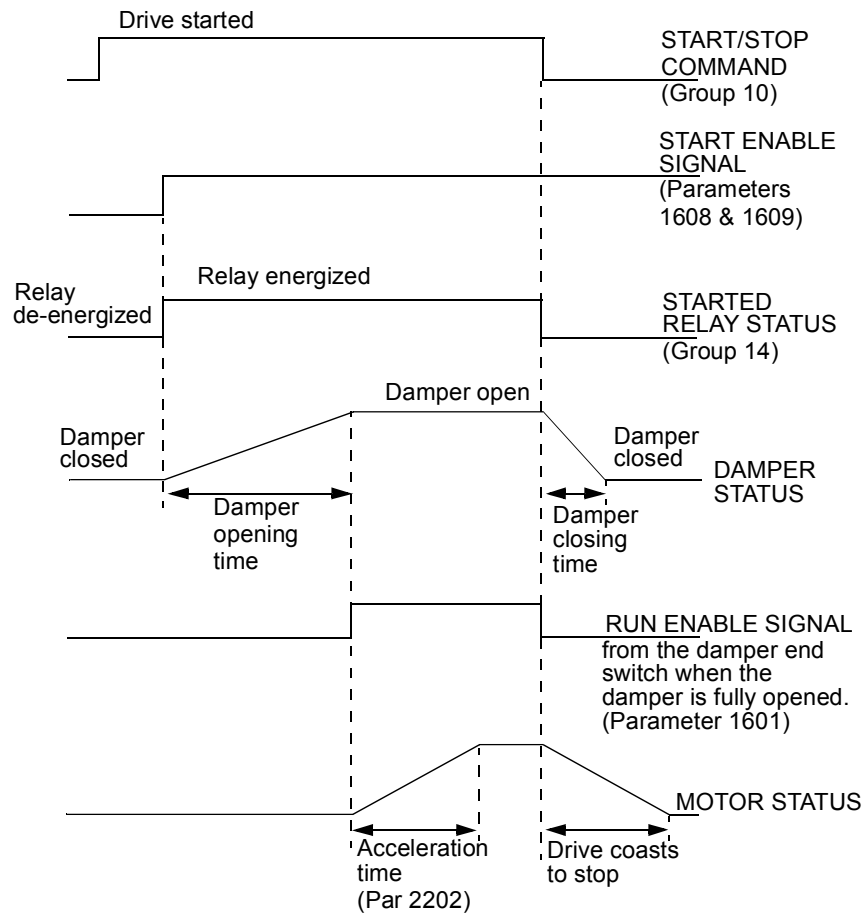 Drive started
START/STOP
COMMAND
(Group 10)
START ENABLE
SIGNAL
(Parameters
1608 & 1609)
Relay
de-energized
Relay energized
STARTED
RELAY STATUS
(Group 14)
Damper open
Damper
closed
Damper
closed
DAMPER
STATUS
Damper
opening
time
Damper
closing
time
RUN ENABLE SIGNAL
from the damper end
switch when the
damper is fully opened.
(Parameter 1601)
MOTOR STATUS
Acceleration
time
(Par 2202)
Drive coasts
to stop